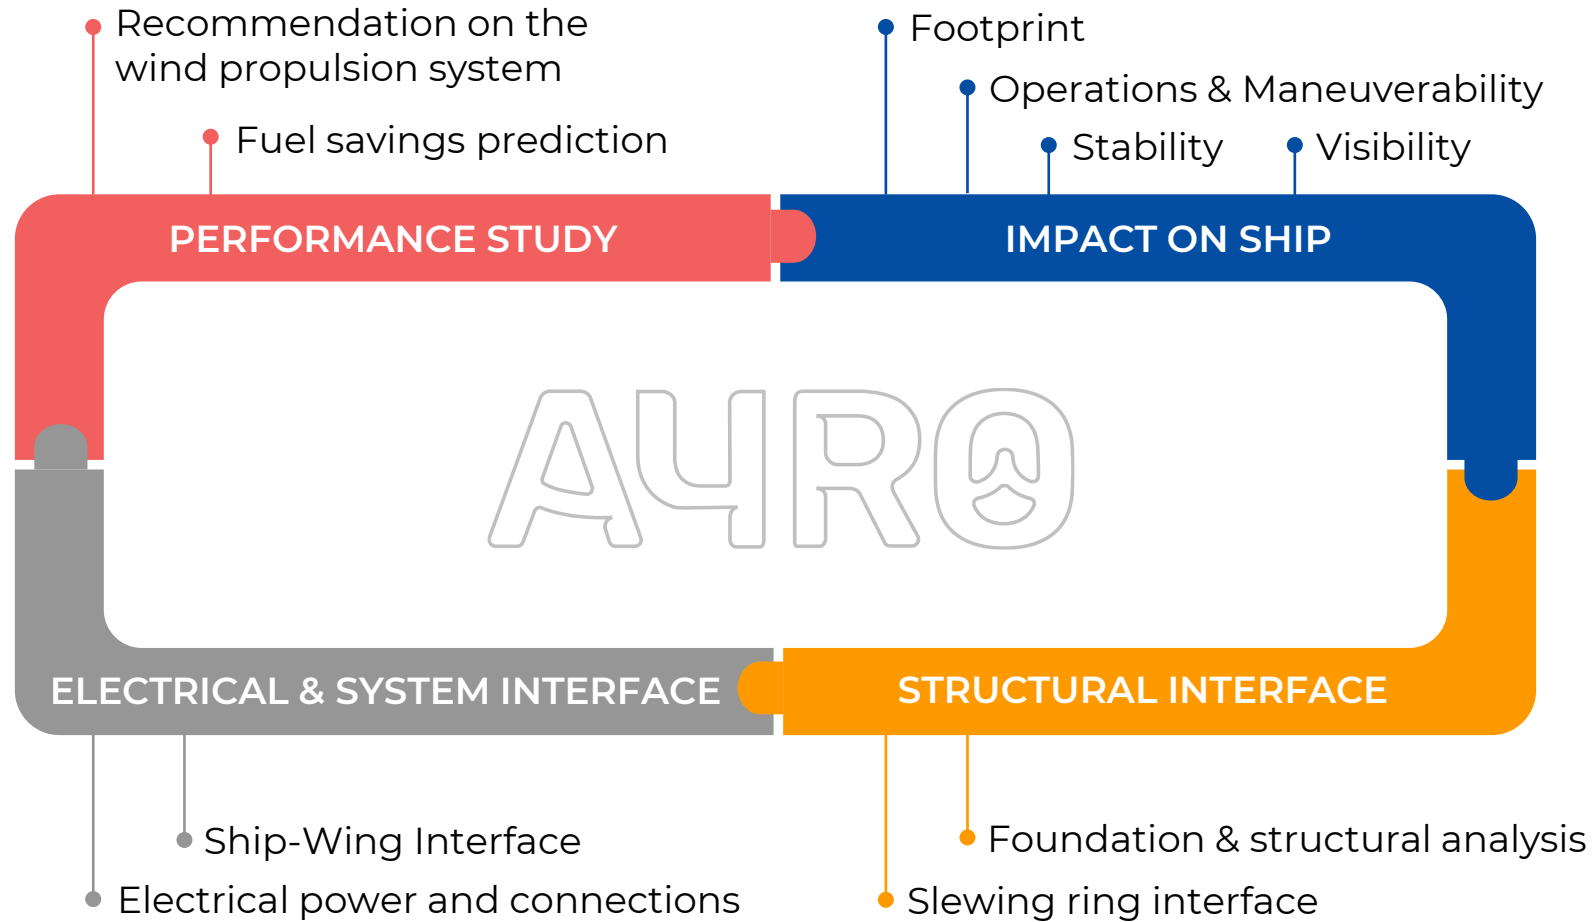 Recommendation on the
wind propulsion system
Fuel savings prediction
Footprint
Operations & Maneuverability
Stability
Visibility
PERFORMANCE STUDY
IMPACT ON SHIP
AYRO
ELECTRICAL & SYSTEM INTERFACE
STRUCTURAL INTERFACE
Ship-Wing Interface
Electrical power and connections
Foundation & structural analysis
Slewing ring interface